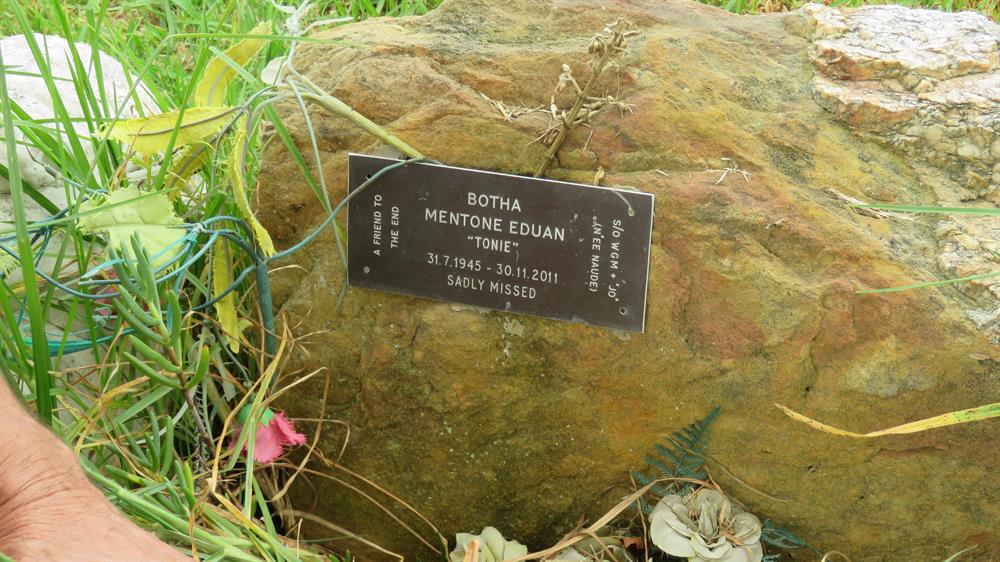 A FRIEND TO
THE END
BOTHA
MENTONE EDUAN
"TONIE"
31.7.1945 - 30.11.2011
SADLY MISSED
S/O WGM + "JO"
(N'EE NAUDE)